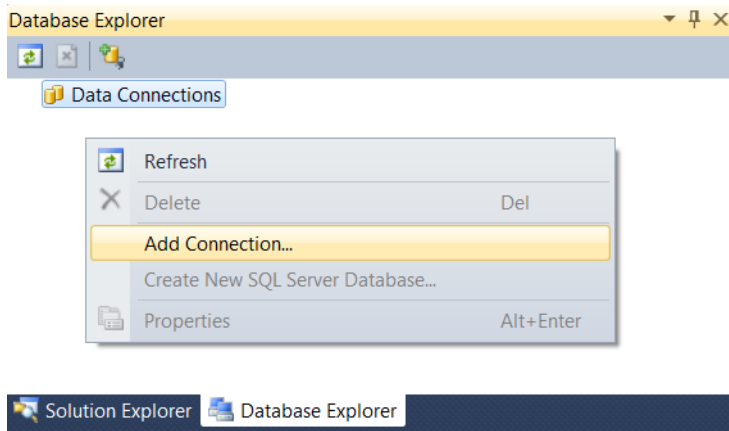 Database Explorer
Data Connections
Refresh
Delete Del
Add Connection...
Create New SQL Server Database...
Properties Alt+Enter
Solution Explorer Database Explorer